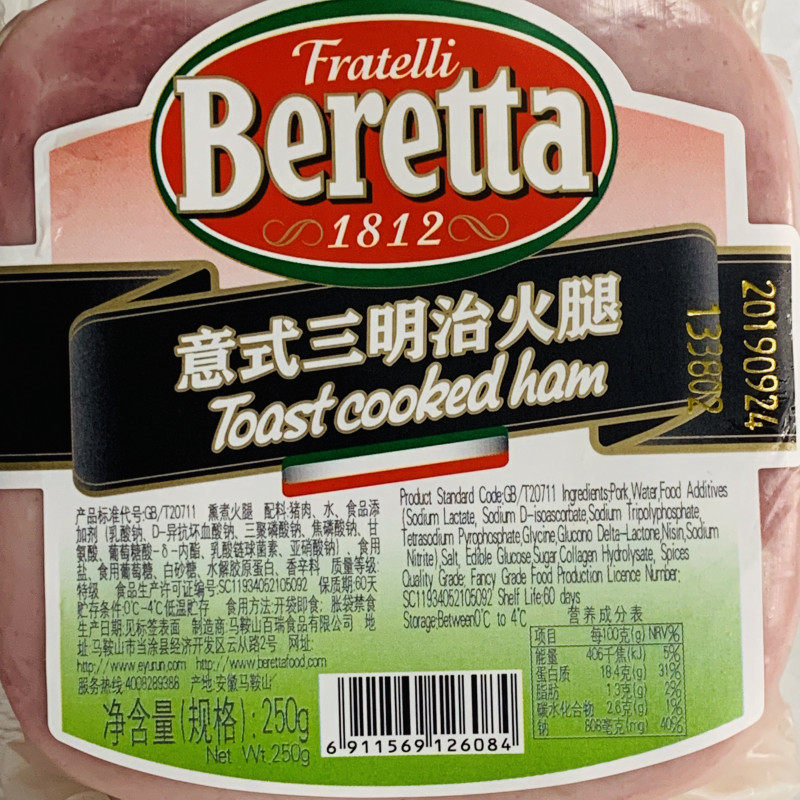 Fratelli
Beretta
1812
意式三明治火腿
Toast cooked ham
20190924
133802
产品标准代号:GB/T20711 熏煮火腿 配料:猪肉、水、食品添
加剂（乳酸钠、D-异抗坏血酸钠、三聚磷酸钠、焦磷酸钠、甘
氨酸、葡萄糖酸-δ-内酯、乳酸链球菌素、亚硝酸钠）、食用
盐、食用葡萄糖、白砂糖、水解胶原蛋白、香辛料 质量等级:
特级 食品生产许可证编号:SC11934052105092 保质期:60天
贮存条件:0℃-4℃低温贮存 食用方法:开袋即食; 胀袋禁食
生产日期:见标签表面 制造商:马鞍山百瑞食品有限公司 地
址:马鞍山市当涂县经济开发区云从路2号 网址:
http://www.eyurun.com http://www.berettafood.com
服务热线:4008289388 产地:安徽马鞍山
净含量(规格): 250g
Net Wt. 250g
Product Standard Code:GB/T20711 Ingredients:Pork,Water,Food Additives
(Sodium Lactate, Sodium D-isoascorbate,Sodium Tripolyphosphate,
Tetrasodium Pyrophosphate,Glycine,Glucono Delta-Lactone,Nisin,Sodium
Nitrite),Salt, Edible Glucose,Sugar,Collagen Hydrolysate, Spices
Quality Grade: Fancy Grade Food Production Licence Number:
SC11934052105092 Shelf Life:60 days
Storage:Between0℃ to 4℃
营养成分表
项目 每100克(g) NRV%
能量 406千焦(kJ) 5%
蛋白质 18.4克(g) 31%
脂肪 1.3克(g) 2%
碳水化合物 2.6克(g) 1%
钠 808毫克(mg) 40%
6 911569 126084